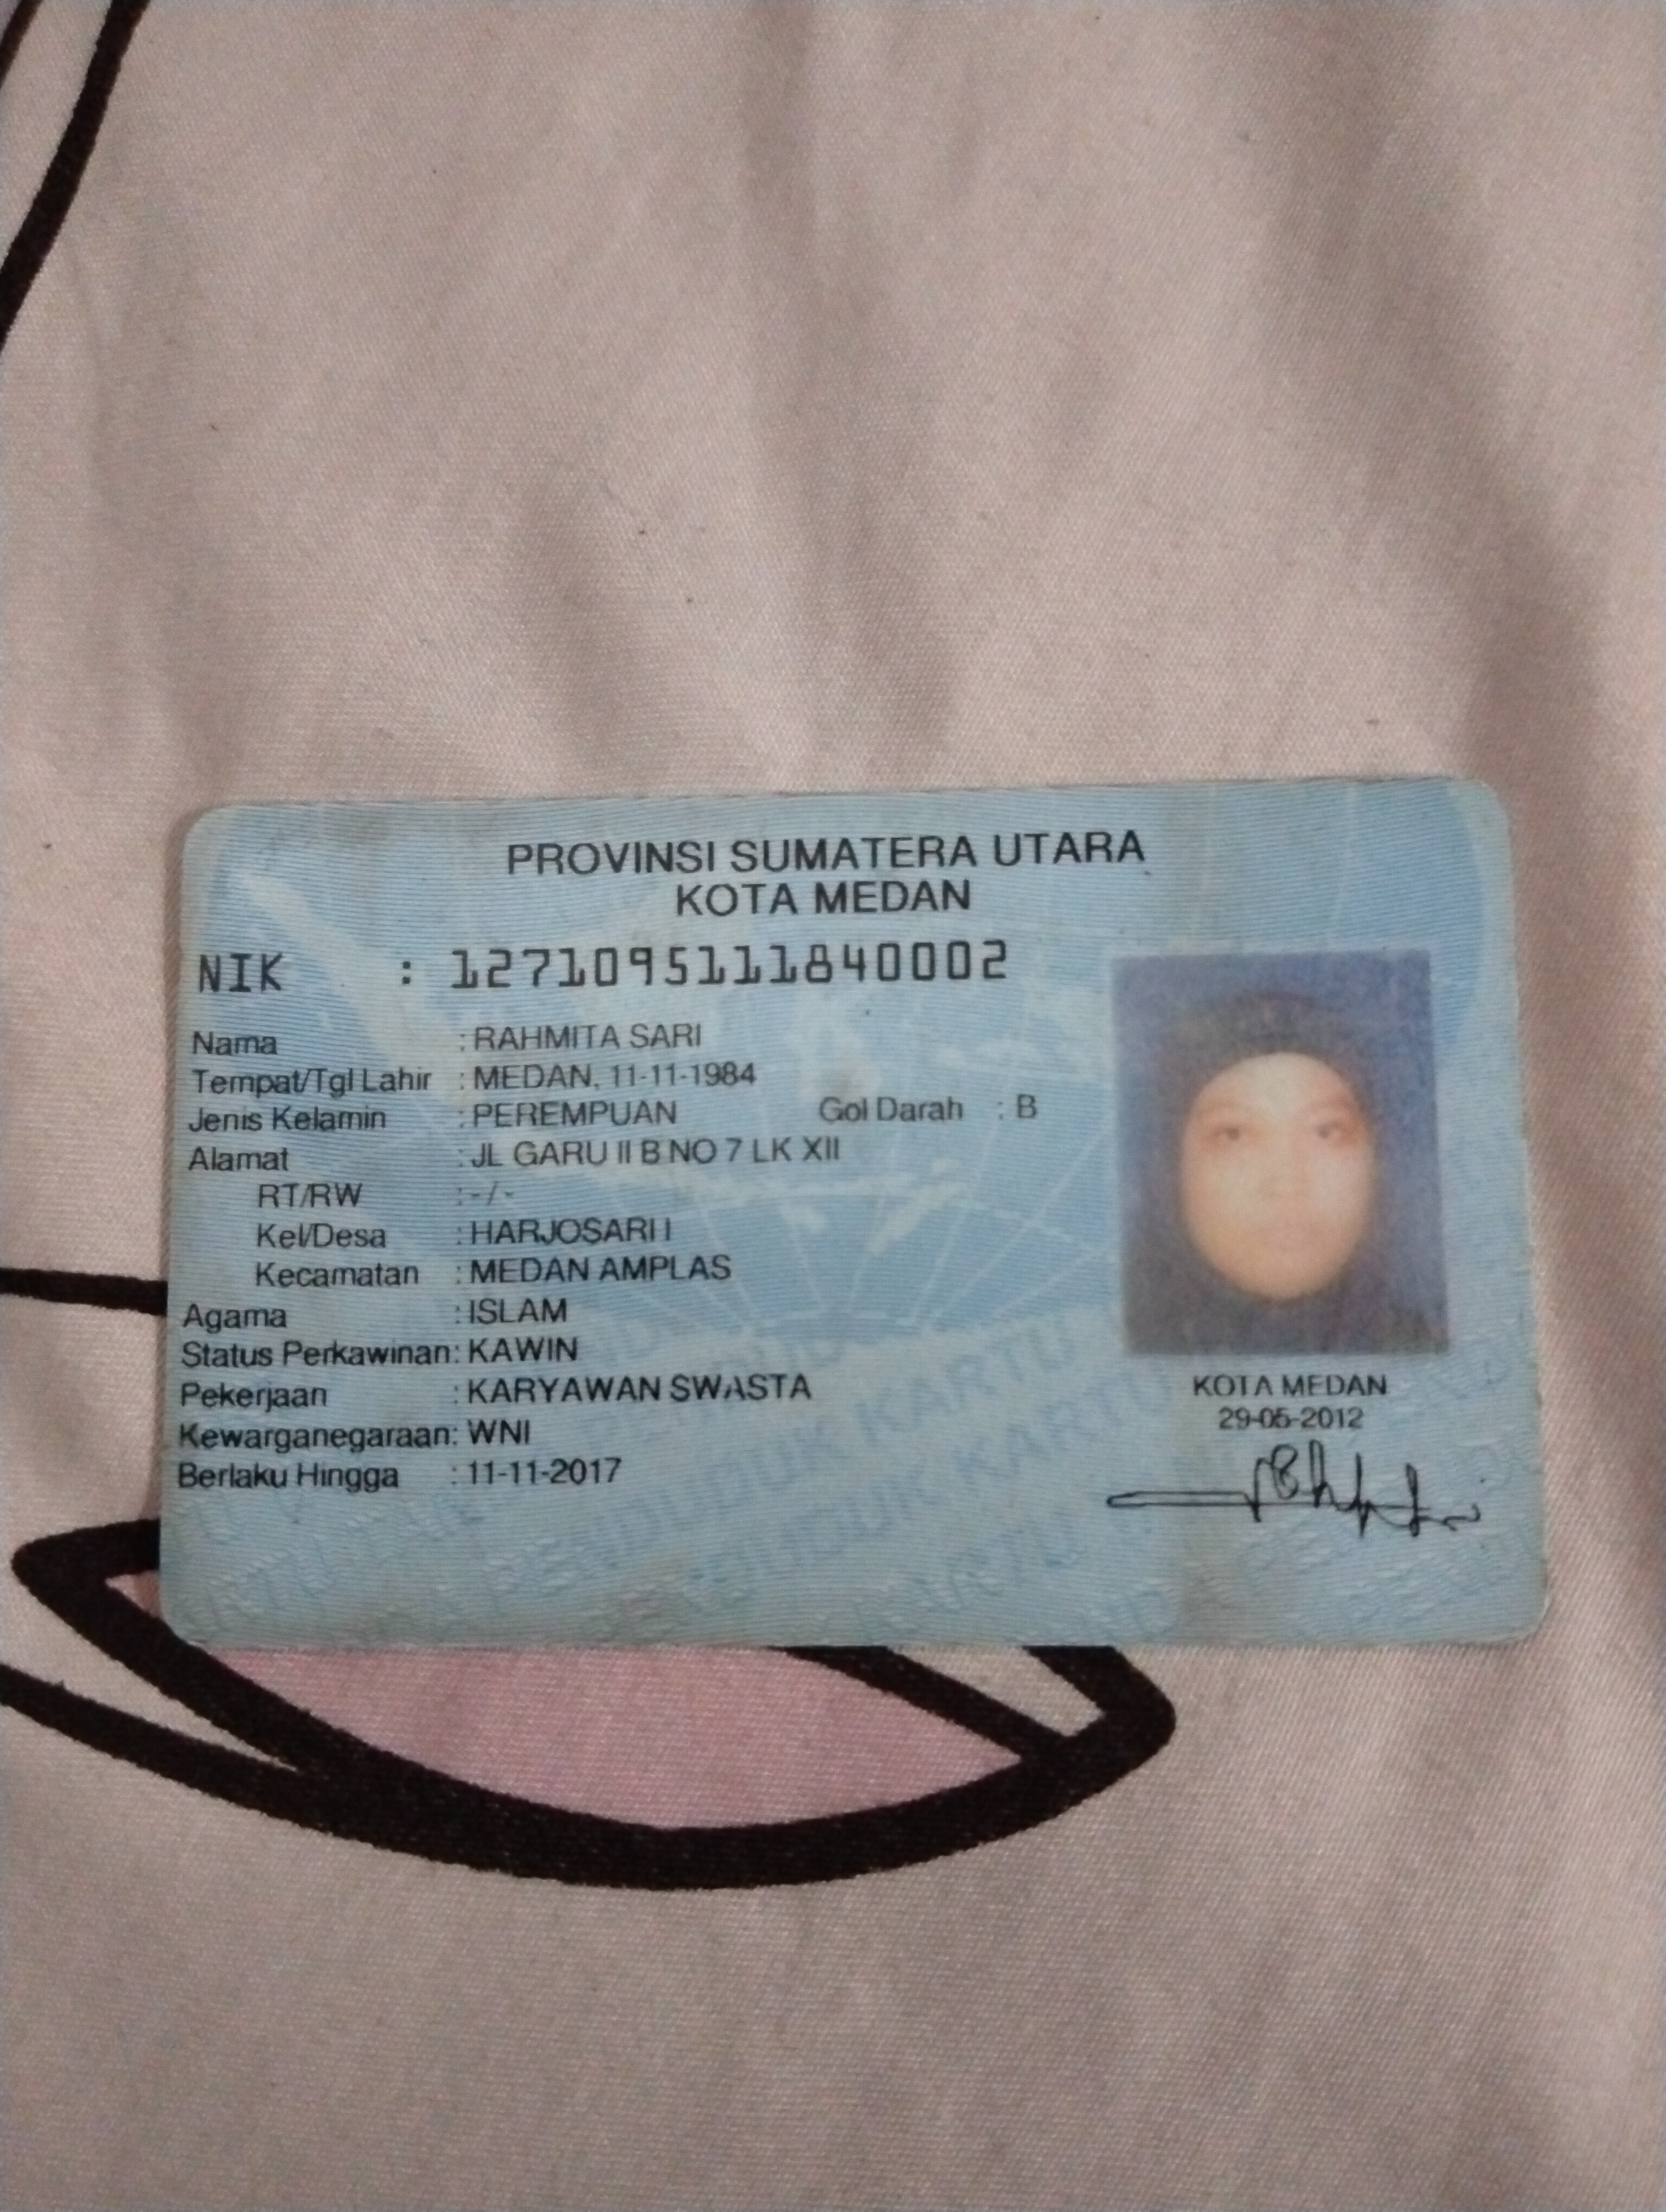 PROVINSI SUMATERA UTARA
KOTA MEDAN
NIK : 1271095111840002
Nama : RAHMITA SARI
Tempat/Tgl Lahir : MEDAN, 11-11-1984
Jenis Kelamin : PEREMPUAN Gol Darah : B
Alamat : JL GARU II B NO 7 LK XII
RT/RW : - / -
Kel/Desa : HARJOSARI I
Kecamatan : MEDAN AMPLAS
Agama : ISLAM
Status Perkawinan : KAWIN
Pekerjaan : KARYAWAN SWASTA
Kewarganegaraan : WNI
Berlaku Hingga : 11-11-2017
KOTA MEDAN
29-05-2012